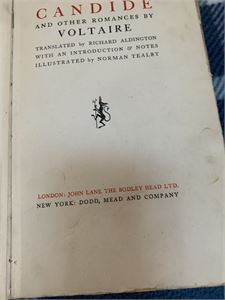 CANDIDE
AND OTHER ROMANCES BY
VOLTAIRE
TRANSLATED by RICHARD ALDINGTON
WITH AN INTRODUCTION & NOTES
ILLUSTRATED by NORMAN TEALBY
LONDON: JOHN LANE THE BODLEY HEAD LTD.
NEW YORK: DODD, MEAD AND COMPANY